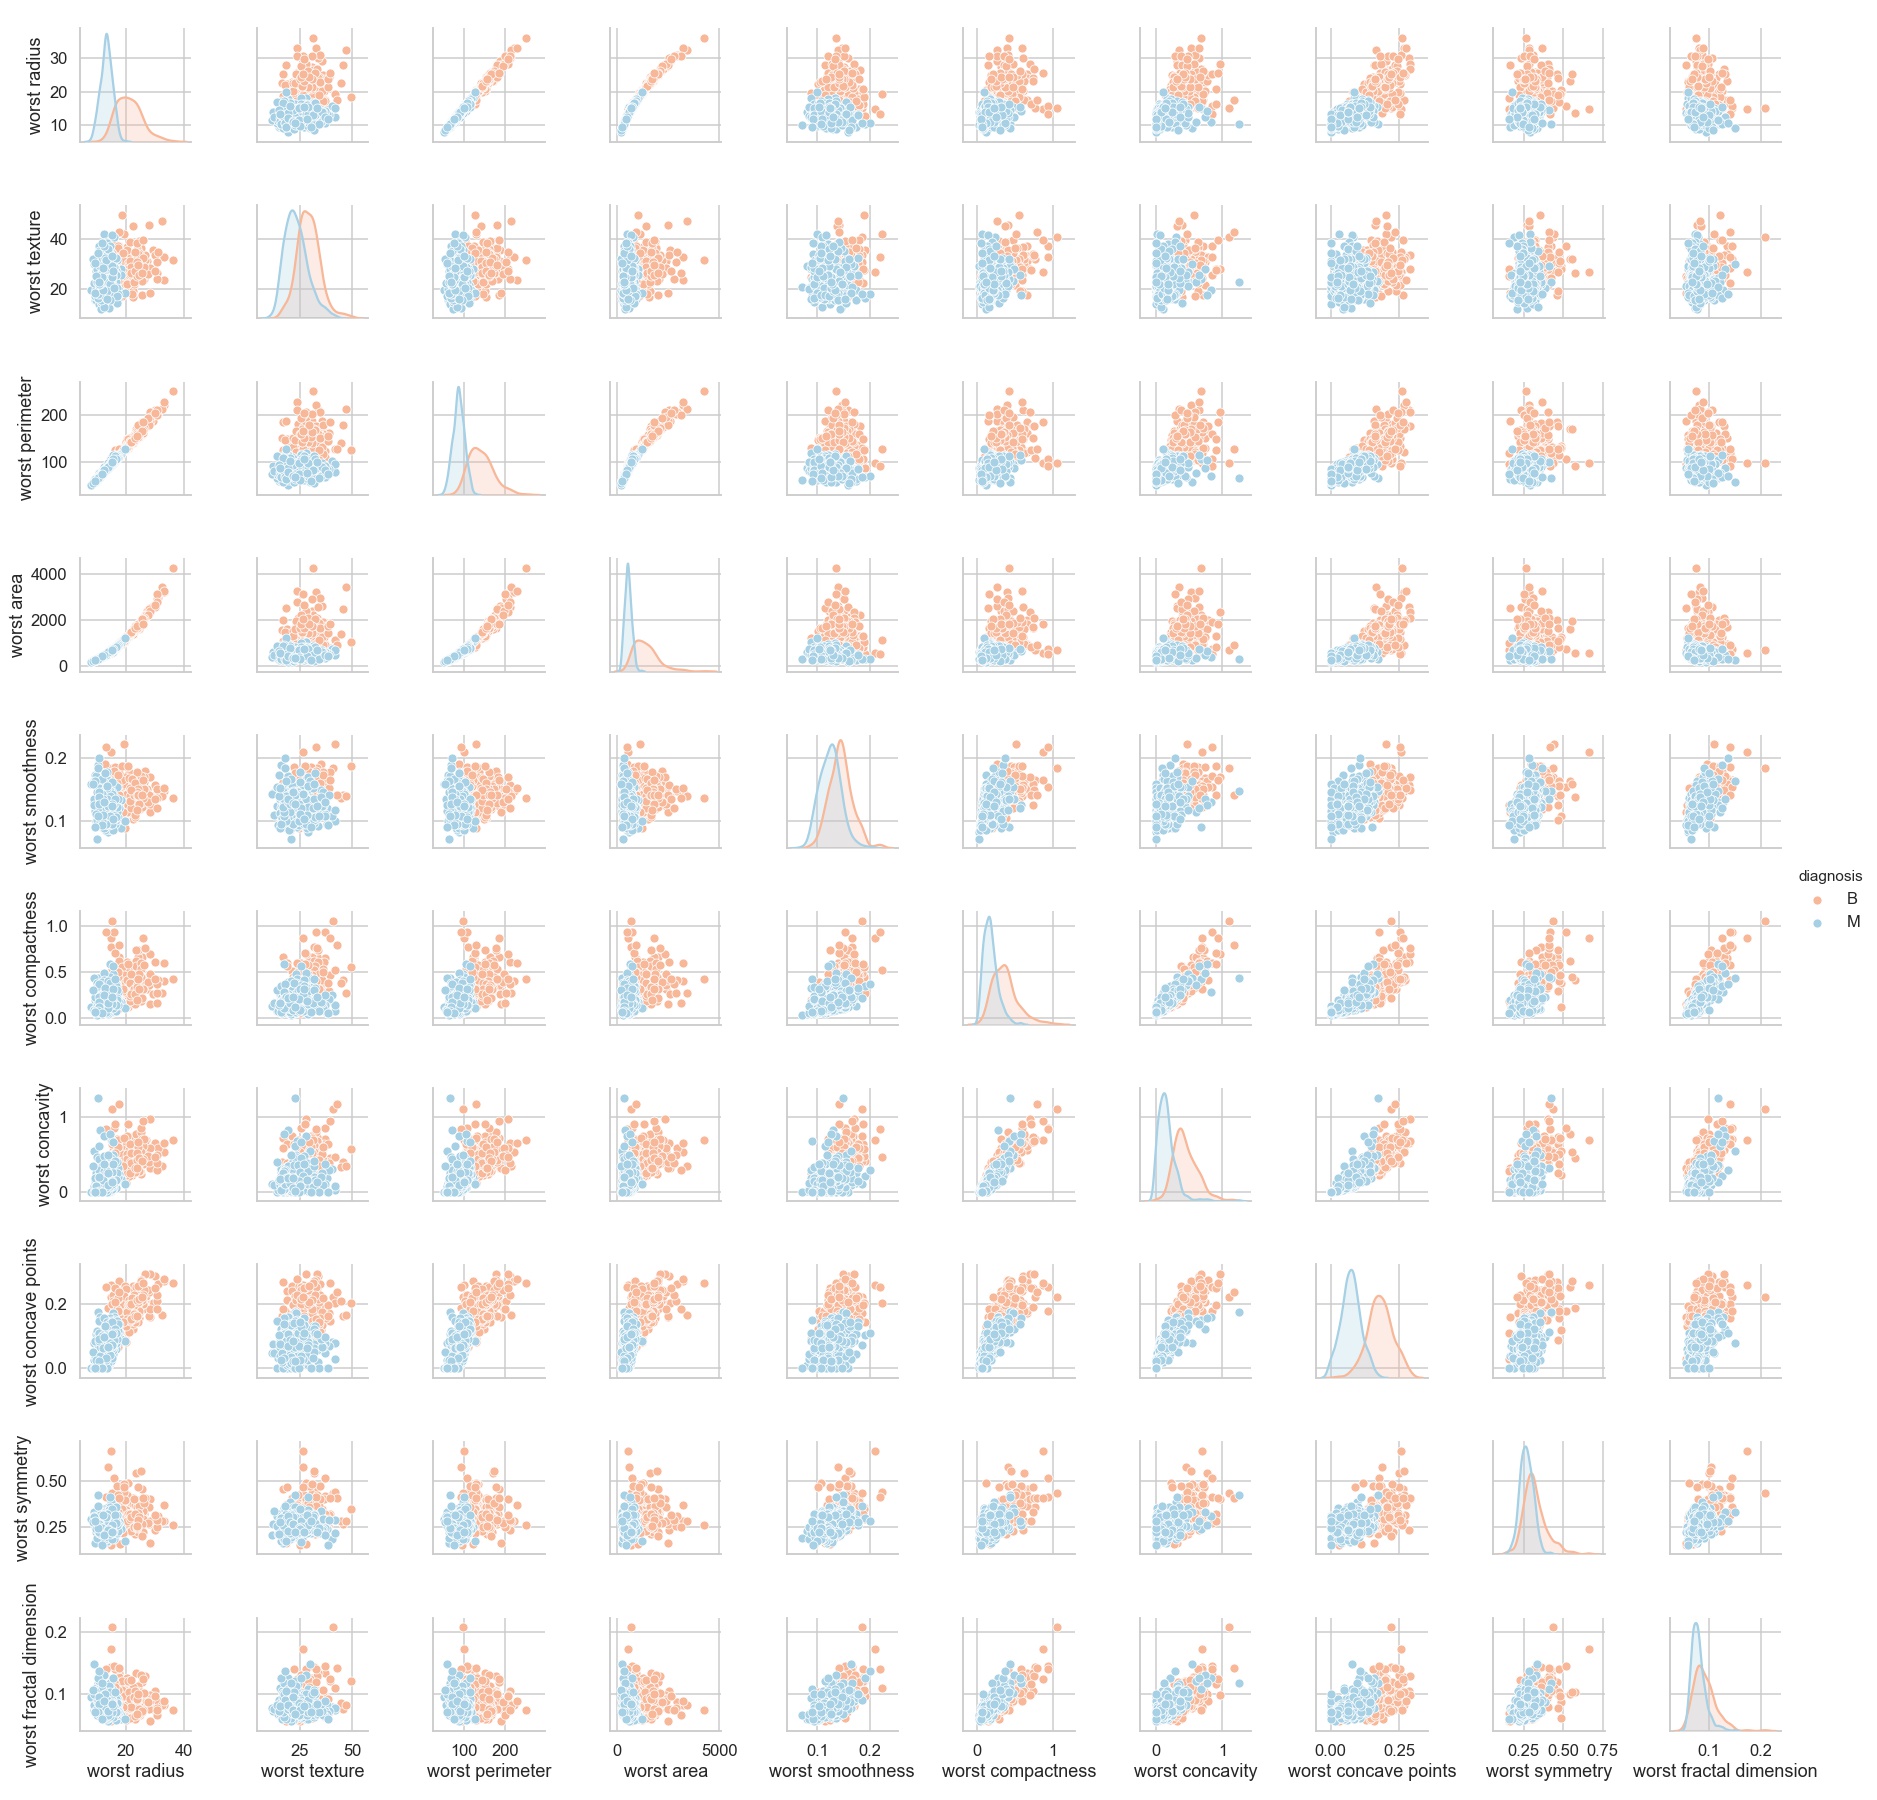 worst radius
30
20
10
worst texture
40
20
worst perimeter
200
100
worst area
4000
2000
0
worst smoothness
0.2
0.1
diagnosis
B
M
worst compactness
1.0
0.5
0.0
worst concavity
1
0
worst concave points
0.2
0.0
worst symmetry
0.50
0.25
worst fractal dimension
0.2
0.1
20 40 25 50 100 200 0 5000 0.1 0.2 0 1 0 1 0.00 0.25 0.25 0.50 0.75 0.1 0.2
worst radius worst texture worst perimeter worst area worst smoothness worst compactness worst concavity worst concave points worst symmetry worst fractal dimension